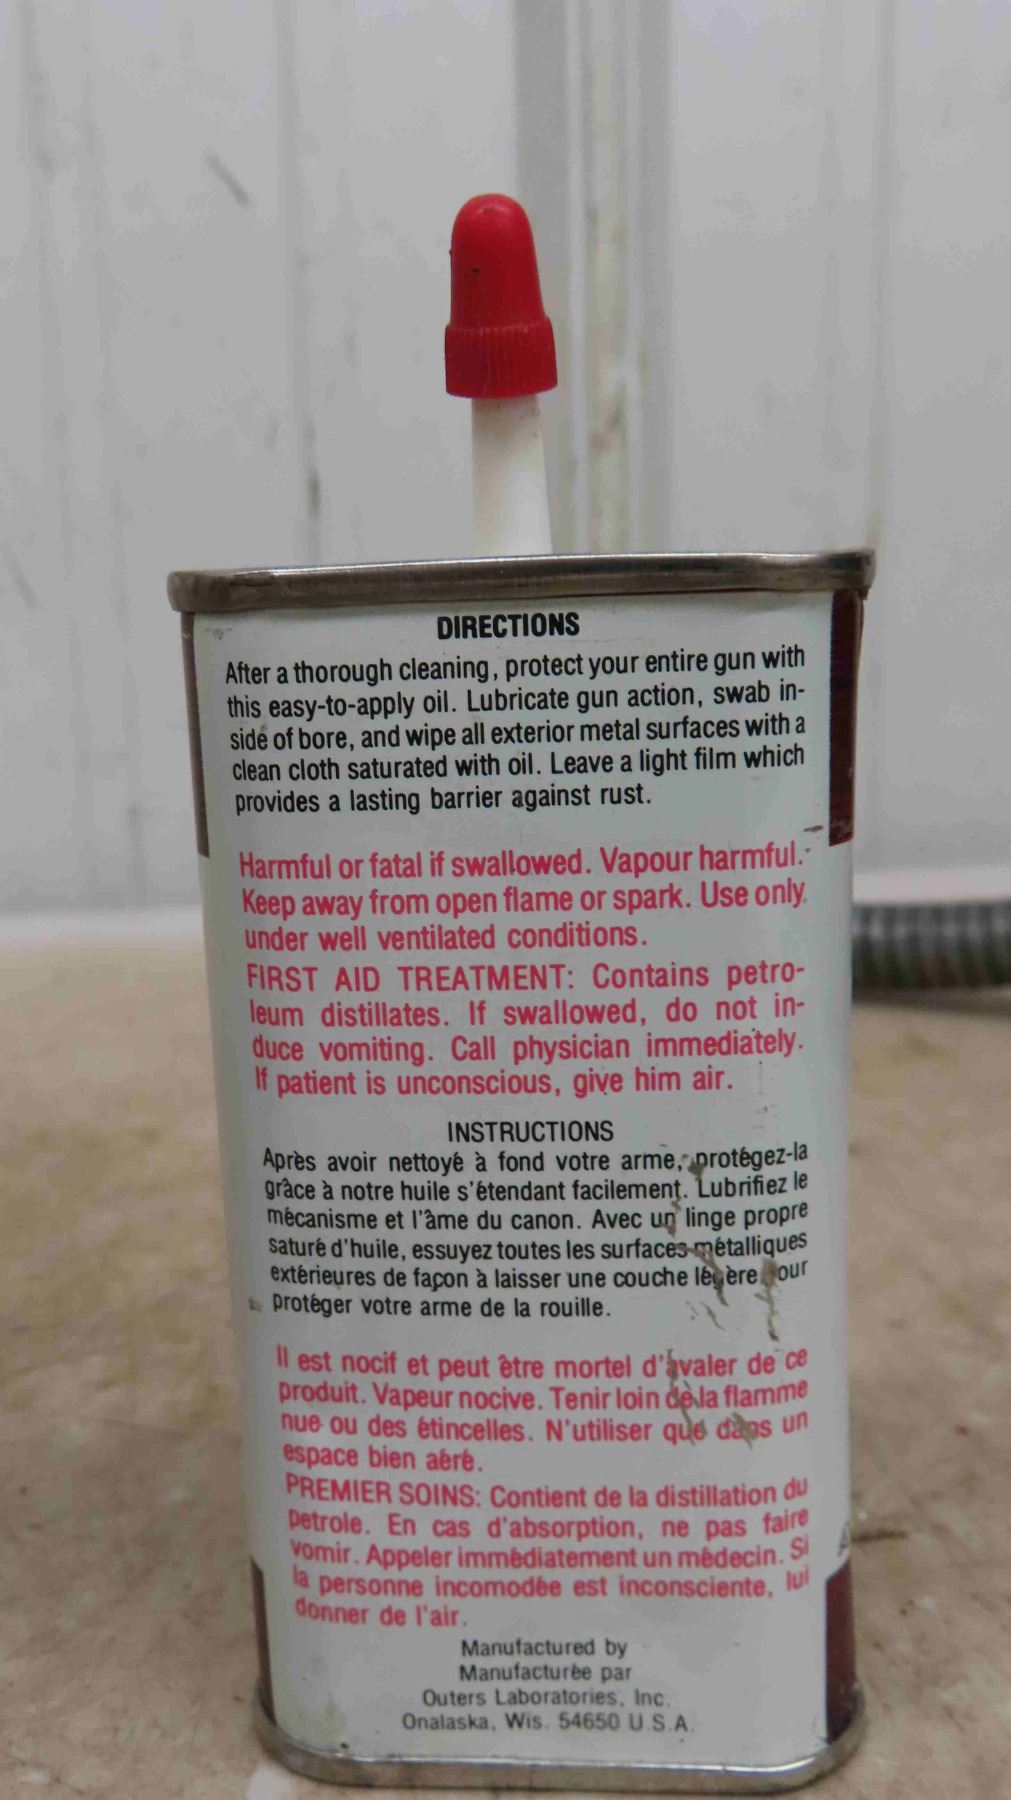 DIRECTIONS
After a thorough cleaning, protect your entire gun with
this easy-to-apply oil. Lubricate gun action, swab in-
side of bore, and wipe all exterior metal surfaces with a
clean cloth saturated with oil. Leave a light film which
provides a lasting barrier against rust.
Harmful or fatal if swallowed. Vapour harmful.
Keep away from open flame or spark. Use only
under well ventilated conditions.
FIRST AID TREATMENT: Contains petro-
leum distillates. If swallowed, do not in-
duce vomiting. Call physician immediately.
If patient is unconscious, give him air.
INSTRUCTIONS
Après avoir nettoyé à fond votre arme, protégez-la
grâce à notre huile s'étendant facilement. Lubrifiez le
mécanisme et l'âme du canon. Avec un linge propre
saturé d'huile, essuyez toutes les surfaces métalliques
extérieures de façon à laisser une couche légère pour
protéger votre arme de la rouille.
Il est nocif et peut être mortel d'avaler de ce
produit. Vapeur nocive. Tenir loin de la flamme
nue ou des étincelles. N'utiliser que dans un
espace bien aéré.
PREMIER SOINS: Contient de la distillation du
petrole. En cas d'absorption, ne pas faire
vomir. Appeler immédiatement un médecin. Si
la personne incomodée est inconsciente, lui
donner de l'air.
Manufactured by
Manufacturée par
Outers Laboratories, Inc.
Onalaska, Wis. 54650 U.S.A.